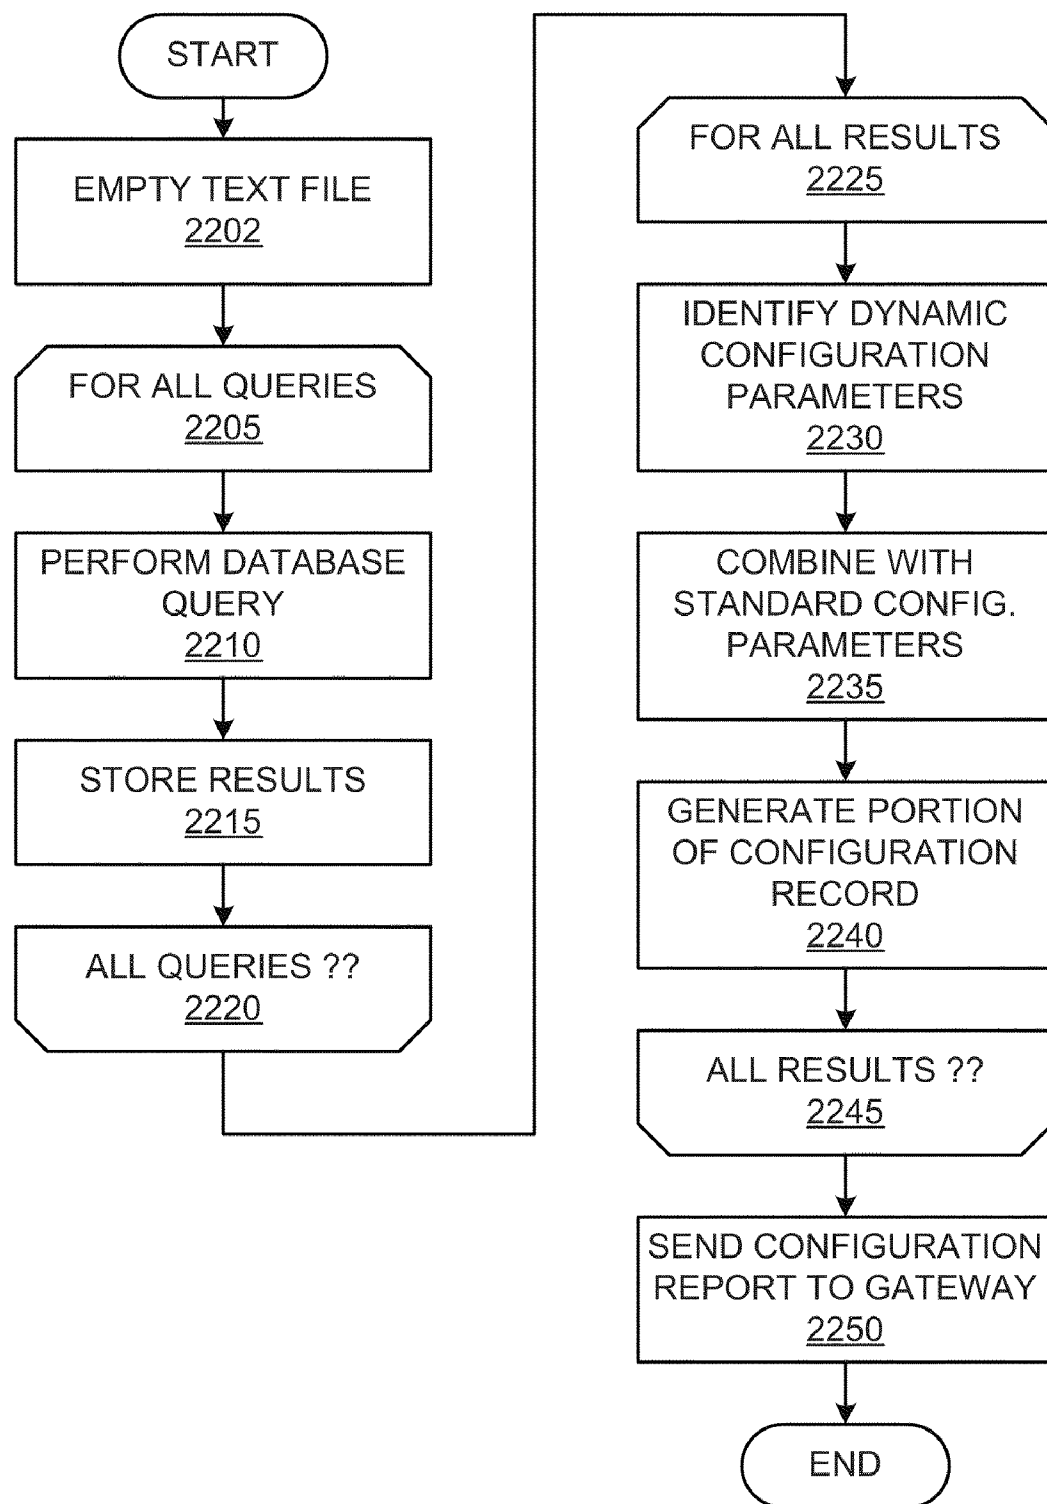 START
EMPTY TEXT FILE
2202
FOR ALL QUERIES
2205
PERFORM DATABASE
QUERY
2210
STORE RESULTS
2215
ALL QUERIES ??
2220
FOR ALL RESULTS
2225
IDENTIFY DYNAMIC
CONFIGURATION
PARAMETERS
2230
COMBINE WITH
STANDARD CONFIG.
PARAMETERS
2235
GENERATE PORTION
OF CONFIGURATION
RECORD
2240
ALL RESULTS ??
2245
SEND CONFIGURATION
REPORT TO GATEWAY
2250
END